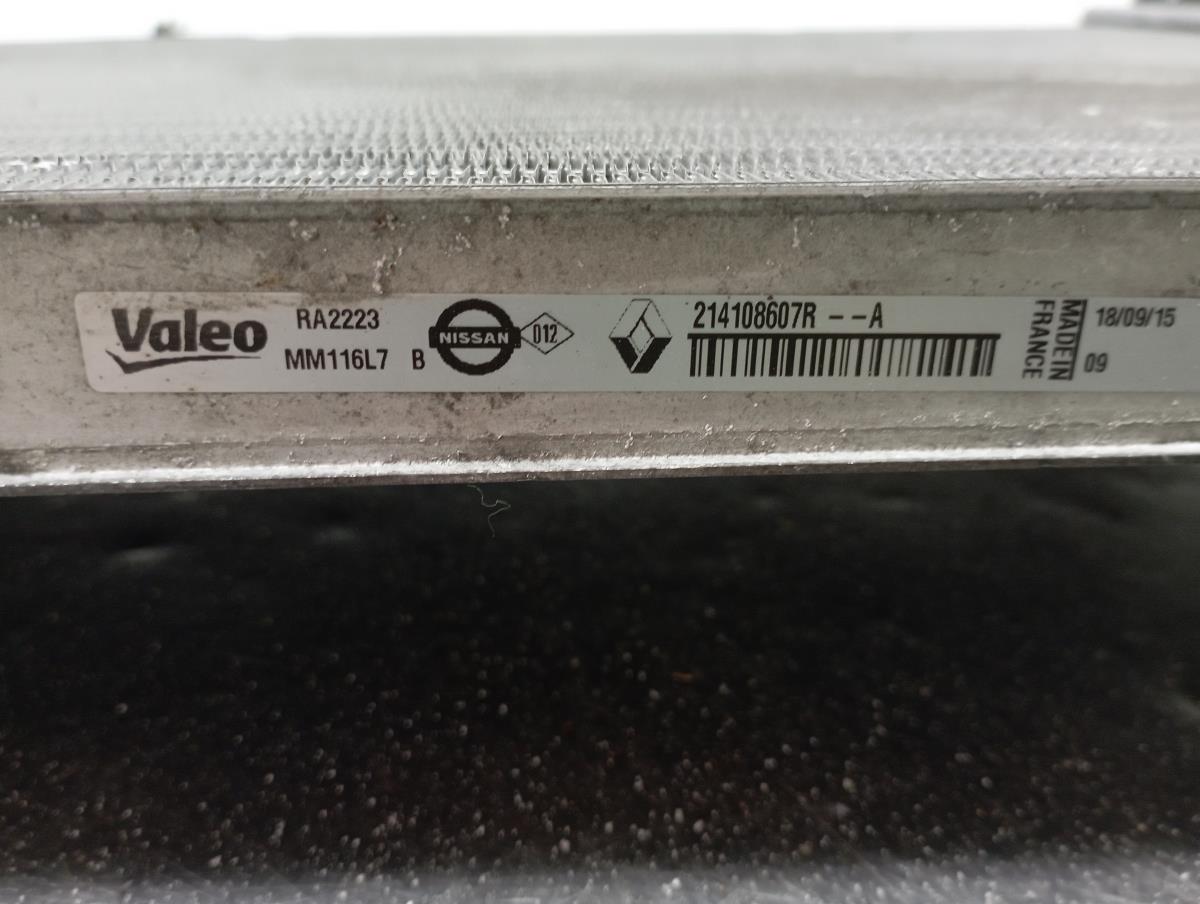 Valeo
RA2223
MM116L7 B
NISSAN
012
214108607R --A
MADE IN
FRANCE
18/09/15
09